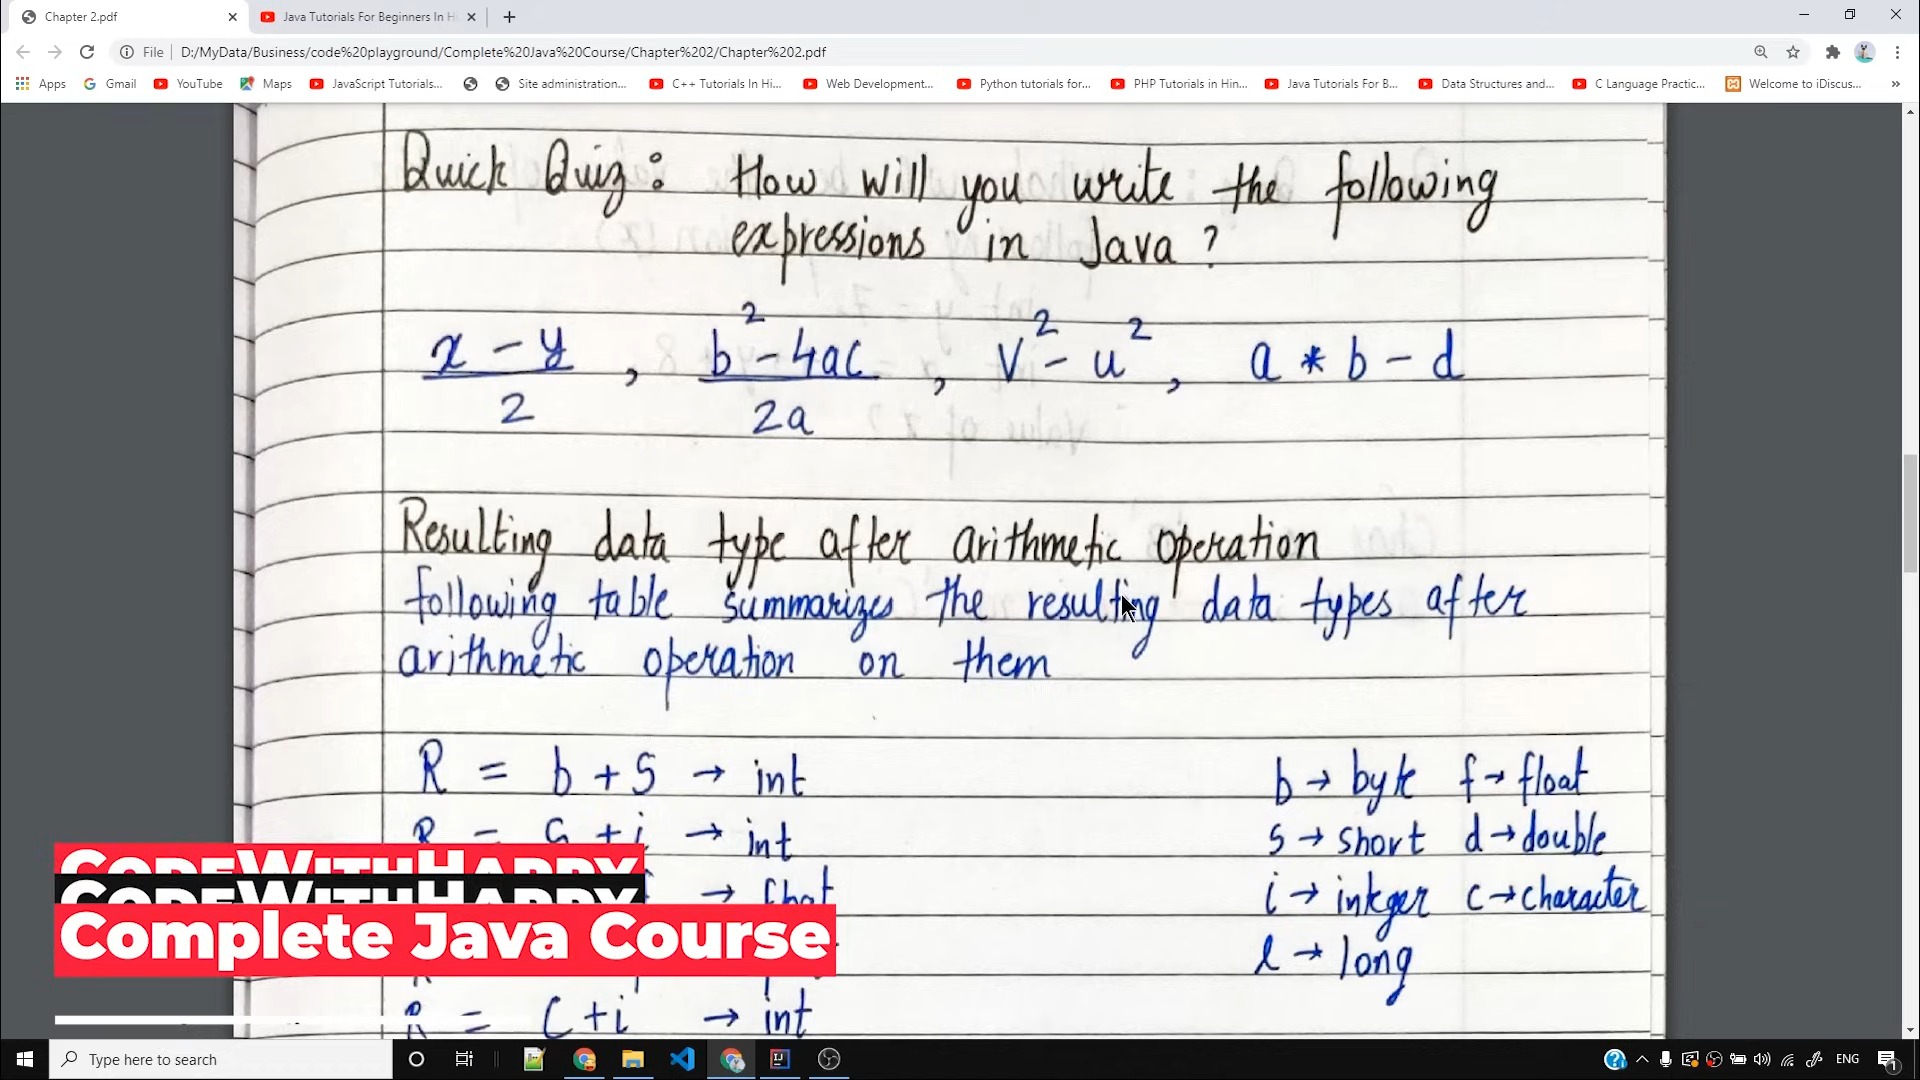 Chapter 2.pdf
Java Tutorials For Beginners In Hi
File
D:/MyData/Business/code%20playground/Complete%20Java%20Course/Chapter%202/Chapter%202.pdf
Apps
Gmail
YouTube
Maps
JavaScript Tutorials...
Site administration...
C++ Tutorials In Hi...
Web Development...
Python tutorials for...
PHP Tutorials in Hin...
Java Tutorials For B...
Data Structures and...
C Language Practic...
Welcome to iDiscus...
Quick Quiz: How will you write the following
expressions in Java?
x - y / 2 , b² - 4ac / 2a , V² - u² , a * b - d
Resulting data type after arithmetic operation
following table summarizes the resulting data types after
arithmetic operation on them
R = b + s → int
b → byte f → float
R = s + i → int
s → short d → double
i → integer c → character
l → long
R = c + i → int
CodeWithHarry
CodeWithHarry
Complete Java Course
Type here to search
ENG